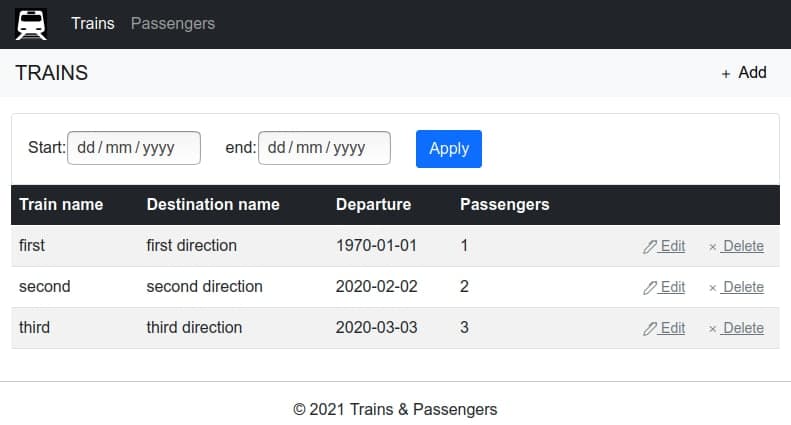 Trains Passengers
TRAINS + Add
Start: dd/mm/yyyy end: dd/mm/yyyy Apply
Train name Destination name Departure Passengers
first first direction 1970-01-01 1 Edit × Delete
second second direction 2020-02-02 2 Edit × Delete
third third direction 2020-03-03 3 Edit × Delete
© 2021 Trains & Passengers